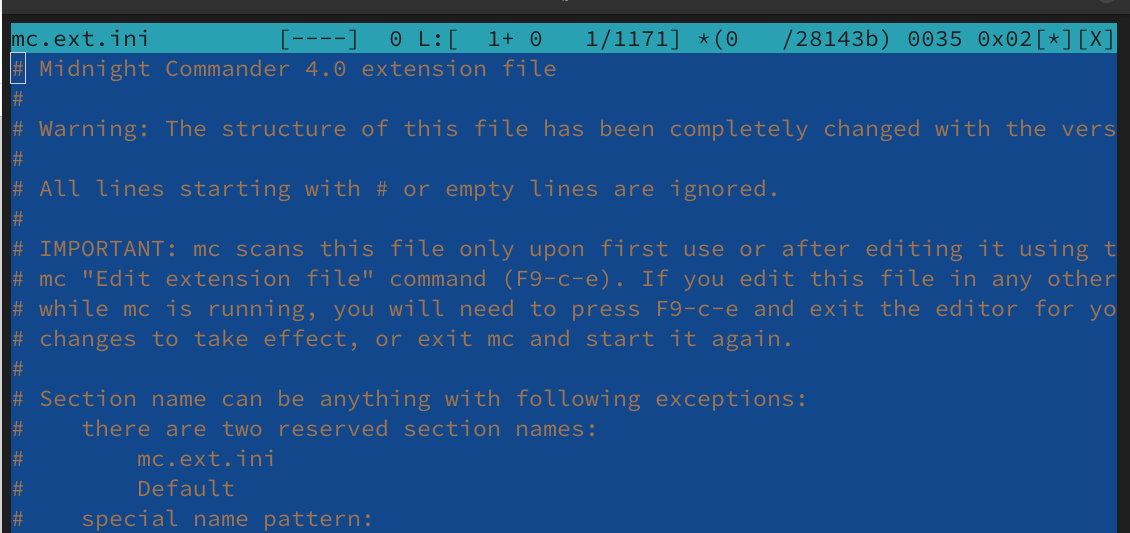 mc.ext.ini [----] 0 L:[ 1+ 0 1/1171] *(0 /28143b) 0035 0x02[*][X]
# Midnight Commander 4.0 extension file
#
# Warning: The structure of this file has been completely changed with the vers
#
# All lines starting with # or empty lines are ignored.
#
# IMPORTANT: mc scans this file only upon first use or after editing it using t
# mc "Edit extension file" command (F9-c-e). If you edit this file in any other
# while mc is running, you will need to press F9-c-e and exit the editor for yo
# changes to take effect, or exit mc and start it again.
#
# Section name can be anything with following exceptions:
# there are two reserved section names:
# mc.ext.ini
# Default
# special name pattern: